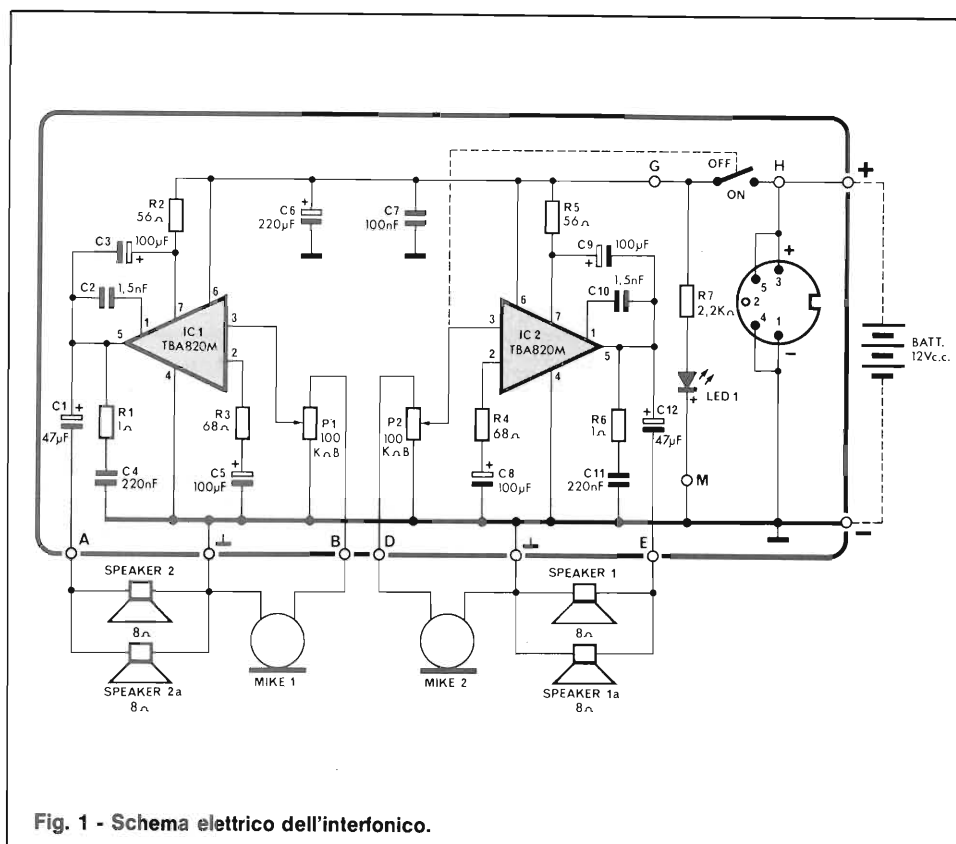 OFF
G
H
+
ON
R2
56Ω
C6
220µF
+
C7
100nF
R5
56Ω
C3
100µF
+
C9
+
100µF
C2
1,5nF
1,5nF
C10
7
6
6
7
1
1
5
IC 1
TBA820M
3
3
IC 2
TBA820M
5
2
2
4
4
R7
2,2KΩ
+
5
3
2
4
1
−
BATT.
12Vc.c.
LED 1
+
C1
+
47µF
R1
1Ω
R3
68Ω
P1
100
KΩB
P2
100
KΩB
R4
68Ω
R6
1Ω
C12
+
47µF
C4
220nF
C5
+
100µF
C8
+
100µF
C11
220nF
M
−
A
B
D
E
SPEAKER 2
8Ω
SPEAKER 1
8Ω
SPEAKER 2a
8Ω
MIKE 1
MIKE 2
SPEAKER 1a
8Ω
Fig. 1 - Schema elettrico dell'interfonico.